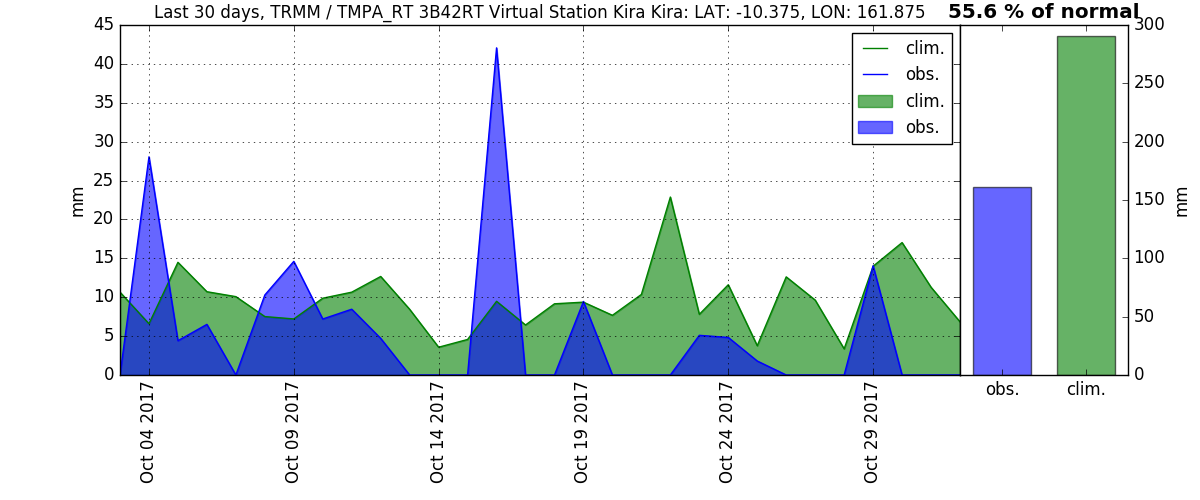 Last 30 days, TRMM / TMPA_RT 3B42RT Virtual Station Kira Kira: LAT: -10.375, LON: 161.875
55.6 % of normal
45
40
35
30
25
20
15
10
5
0
mm
clim.
obs.
clim.
obs.
Oct 04 2017
Oct 09 2017
Oct 14 2017
Oct 19 2017
Oct 24 2017
Oct 29 2017
300
250
200
150
100
50
0
mm
obs.
clim.